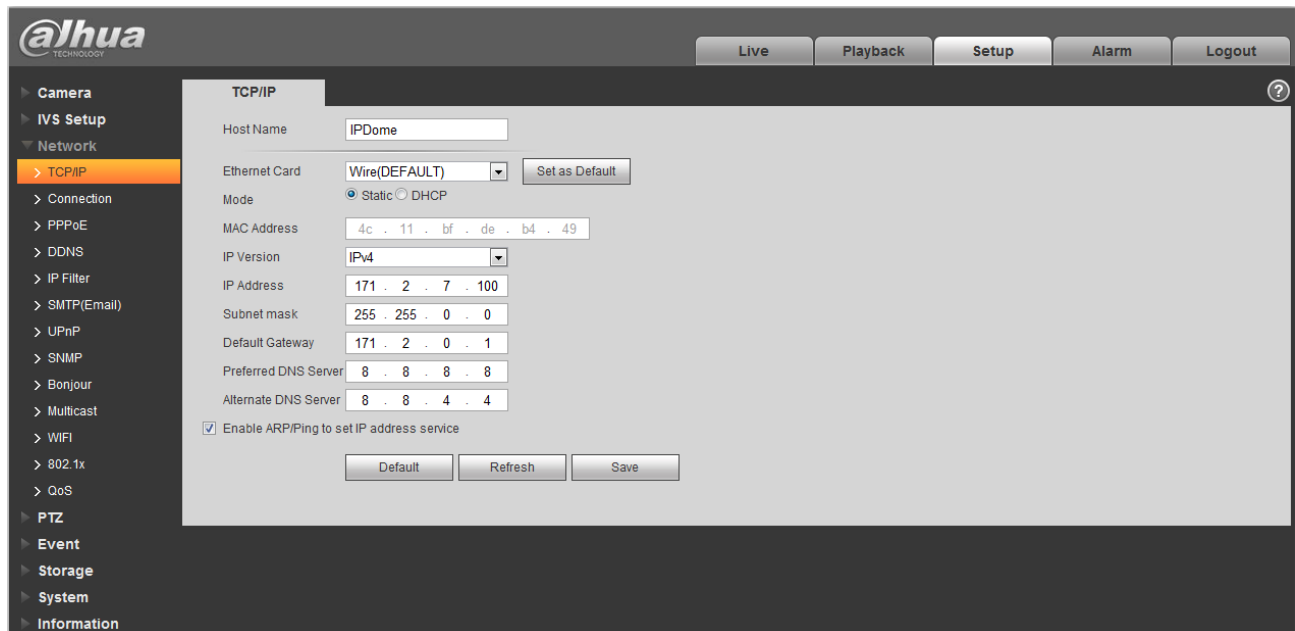 alhua
TECHNOLOGY
Live Playback Setup Alarm Logout
Camera
IVS Setup
Network
TCP/IP
Connection
PPPoE
DDNS
IP Filter
SMTP(Email)
UPnP
SNMP
Bonjour
Multicast
WIFI
802.1x
QoS
PTZ
Event
Storage
System
Information
TCP/IP ?
Host Name IPDome
Ethernet Card Wire(DEFAULT) Set as Default
Mode Static DHCP
MAC Address 4c . 11 . bf . de . b4 . 49
IP Version IPv4
IP Address 171 . 2 . 7 . 100
Subnet mask 255 . 255 . 0 . 0
Default Gateway 171 . 2 . 0 . 1
Preferred DNS Server 8 . 8 . 8 . 8
Alternate DNS Server 8 . 8 . 4 . 4
Enable ARP/Ping to set IP address service
Default Refresh Save